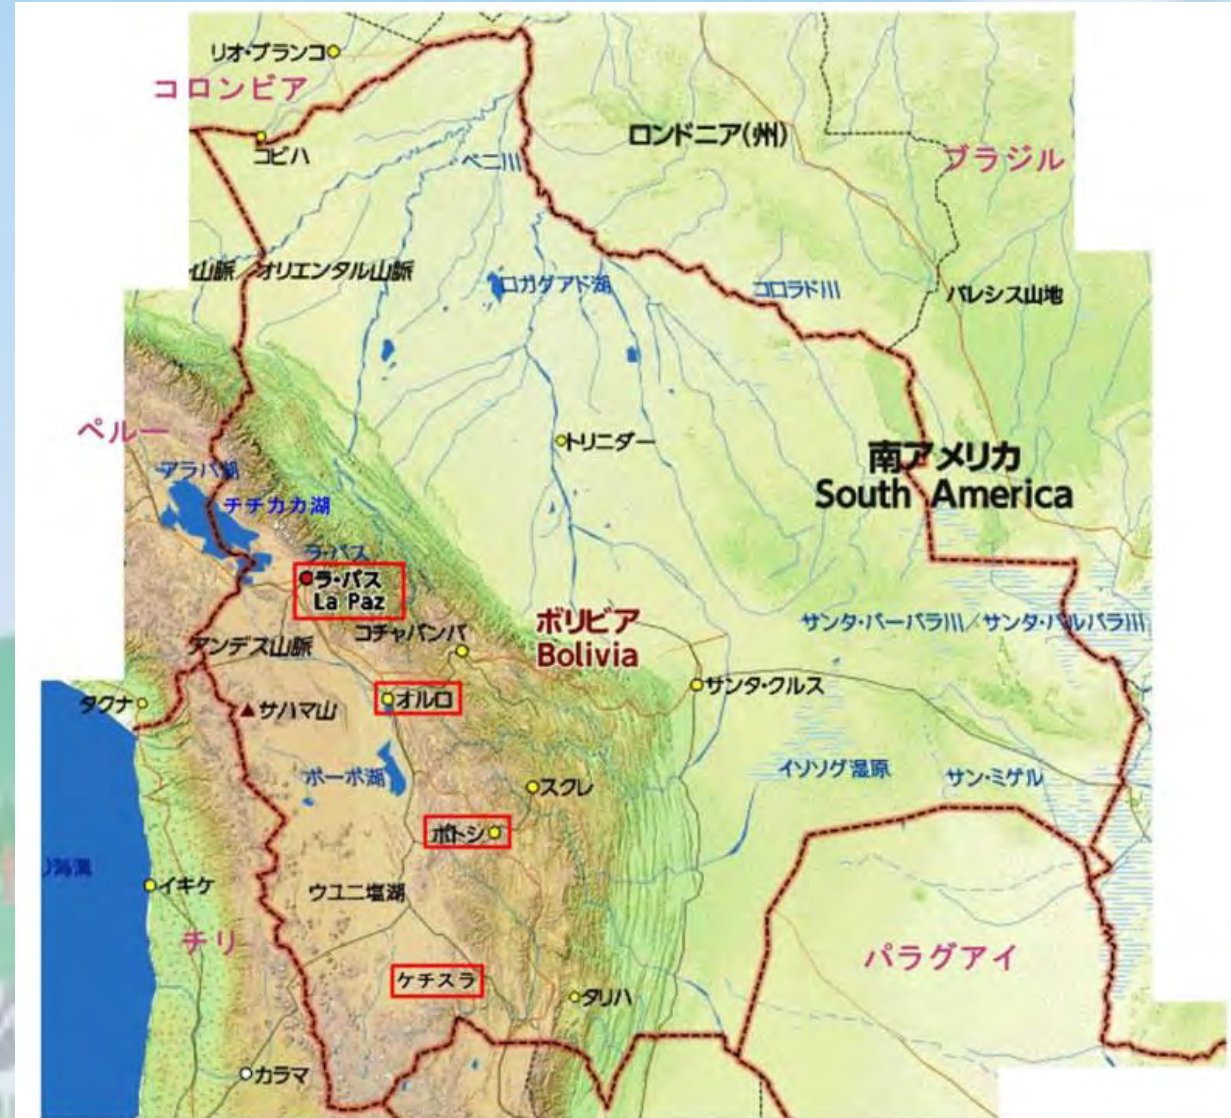 リオ・ブランコ
コロンビア
コビハ
ベニ川
ロンドニア(州)
ブラジル
山脈
オリエンタル山脈
ロガグアド湖
コロラド川
パレシス山地
ペルー
トリニダー
南アメリカ
South America
アラパ湖
チチカカ湖
ラ・パス
ラ・パス
La Paz
ボリビア
Bolivia
サンタ・バーバラ川/サンタ・バルバラ川
アンデス山脈
コチャバンバ
タクナ
サハマ山
オルロ
サンタ・クルス
ポーポ湖
スクレ
イソソグ湿原
サン・ミゲル
ポトシ
海溝
イキケ
ウユニ塩湖
チリ
ケチスラ
パラグアイ
タリハ
カラマ